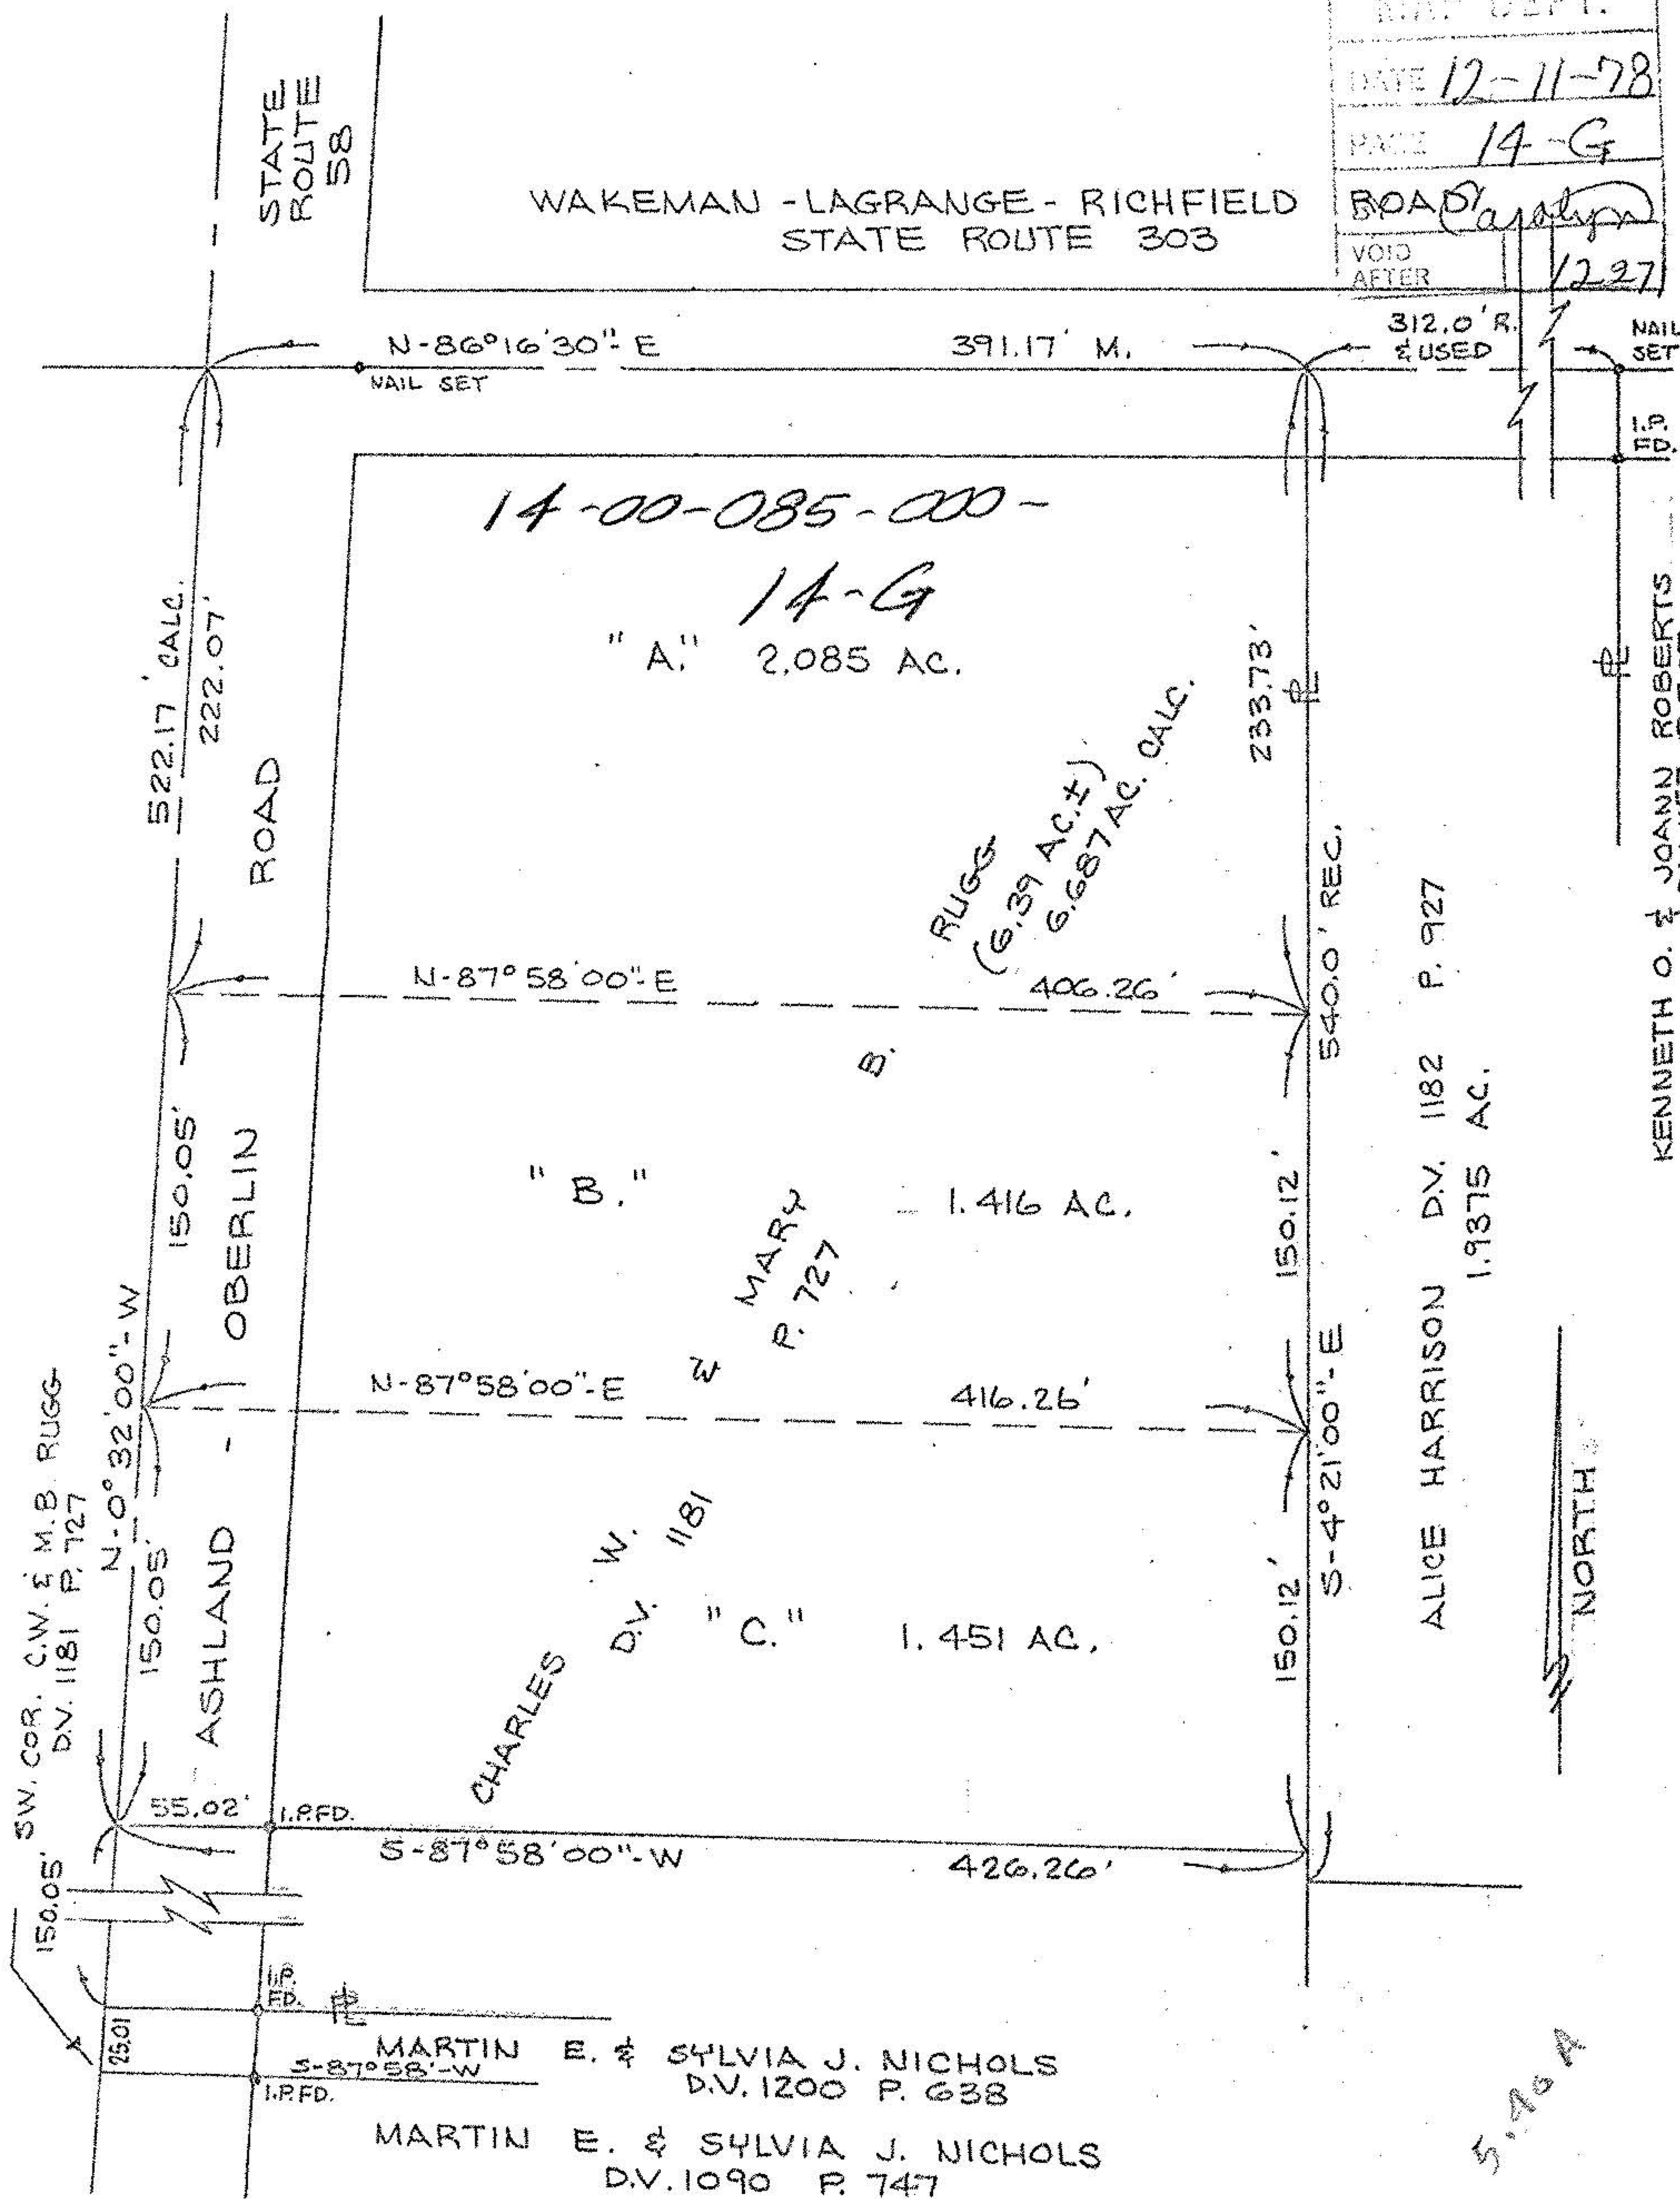 DEPT.
DATE 12-11-78
PAGE 14-G
ROAD
VOID
AFTER 1227
STATE
ROUTE
58
WAKEMAN - LAGRANGE - RICHFIELD
STATE ROUTE 303
N-86°16'30"-E
391.17' M.
312.0' R.
& USED
NAIL
SET
NAIL SET
I.P.
FD.
14-00-085-000-
14-G
"A." 2.085 AC.
522.17' CALC.
222.07'
ROAD
233.73'
PL
PL
RUGG
(6.39 AC.±)
6.687 AC. CALC.
540.0' REC.
KENNETH O. & JOANN ROBERTS
N-87°58'00"-E
406.26'
B.
150.05'
OBERLIN
"B."
1.416 AC.
MARY
P. 727
150.12'
ALICE HARRISON D.V. 1182 P. 927
1.9375 AC.
N-0°32'00"-W
N-87°58'00"-E
&
416.26'
S-4°21'00"-E
SW. COR. C.W. & M.B. RUGG
D.V. 1181 P. 727
150.05'
ASHLAND -
W.
D.V. 1181
CHARLES
"C." 1.451 AC.
150.12'
NORTH
55.02'
I.P.FD.
S-87°58'00"-W
426.26'
150.05'
I.P.
FD.
PL
25.01
MARTIN E. & SYLVIA J. NICHOLS
S-87°58'-W
D.V. 1200 P. 638
I.P.FD.
MARTIN E. & SYLVIA J. NICHOLS
D.V. 1090 P. 747
5.40 A